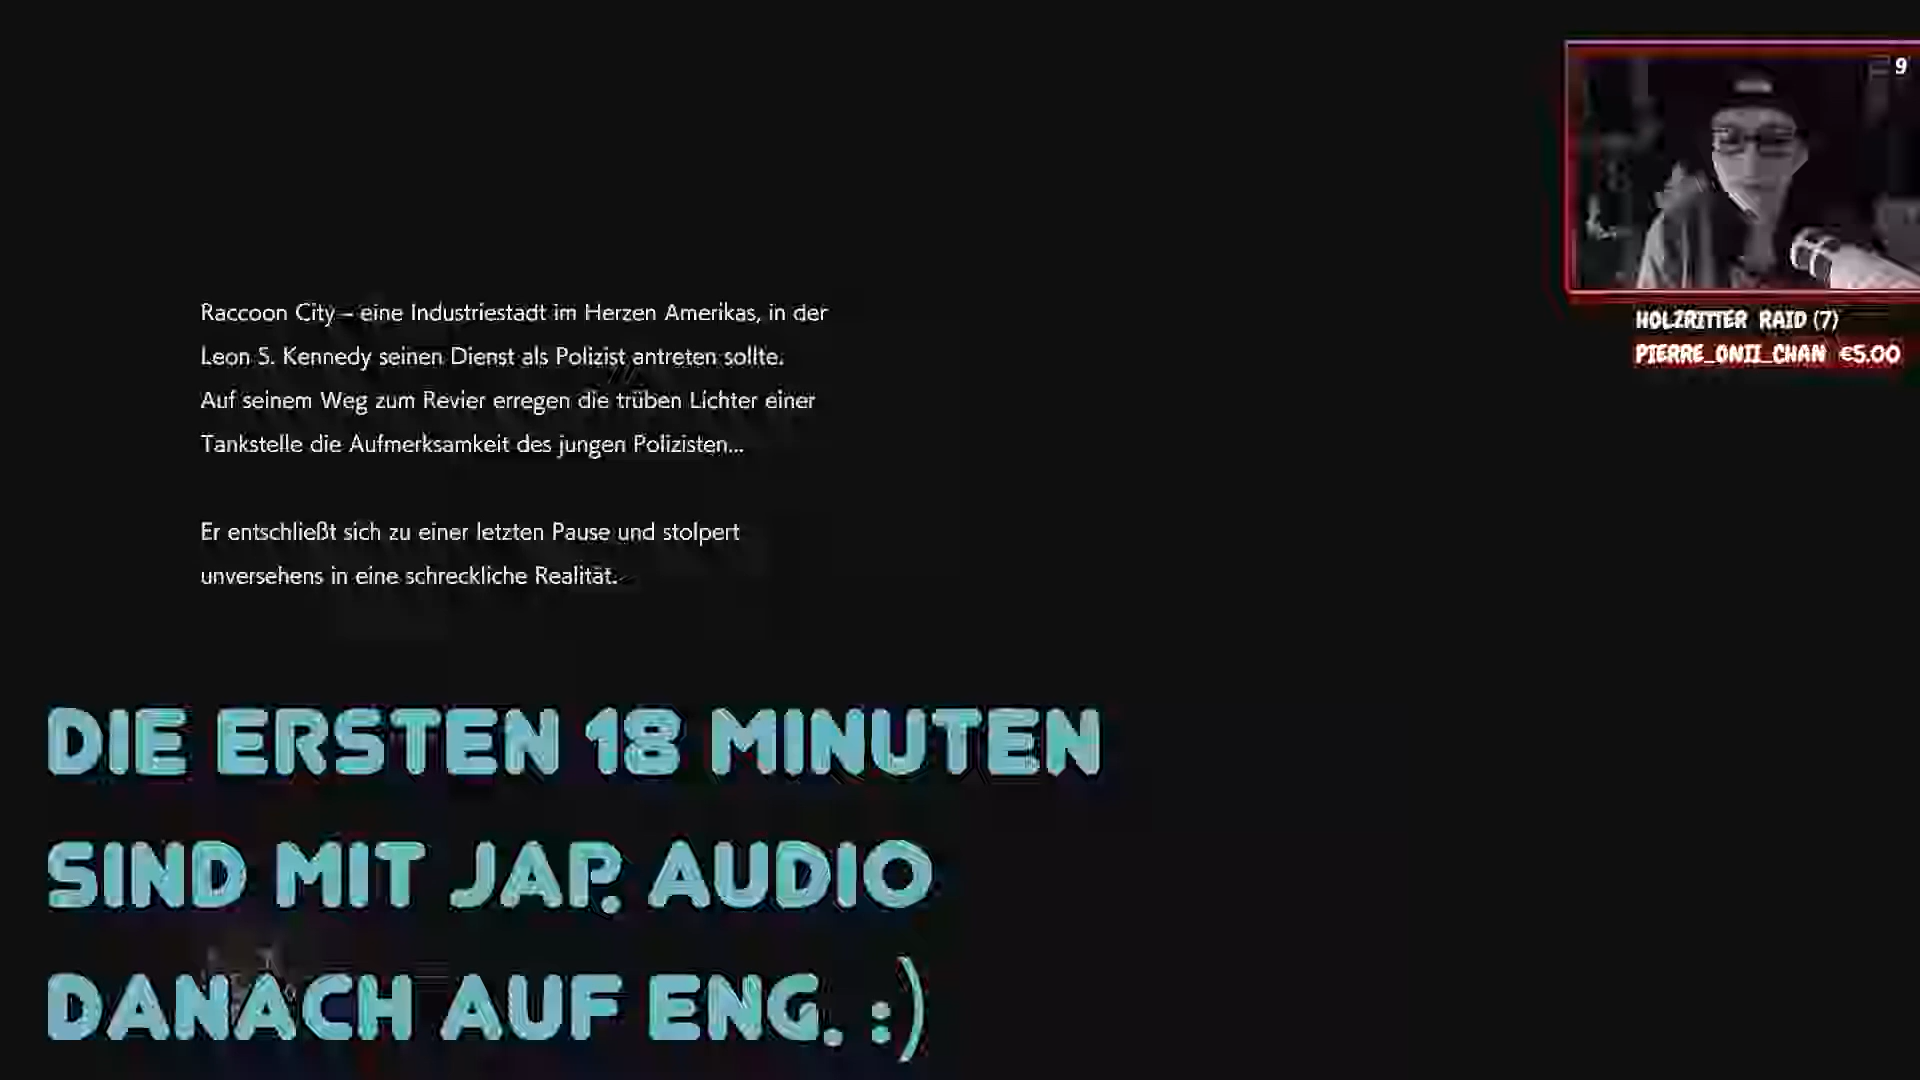 9
Raccoon City – eine Industriestadt im Herzen Amerikas, in der
Leon S. Kennedy seinen Dienst als Polizist antreten sollte.
Auf seinem Weg zum Revier erregen die trüben Lichter einer
Tankstelle die Aufmerksamkeit des jungen Polizisten...
Er entschließt sich zu einer letzten Pause und stolpert
unversehens in eine schreckliche Realität.
HOLZRITTER RAID (7)
PIERRE_ONII_CHAN €5.00
DIE ERSTEN 18 MINUTEN
SIND MIT JAP. AUDIO
DANACH AUF ENG. :)